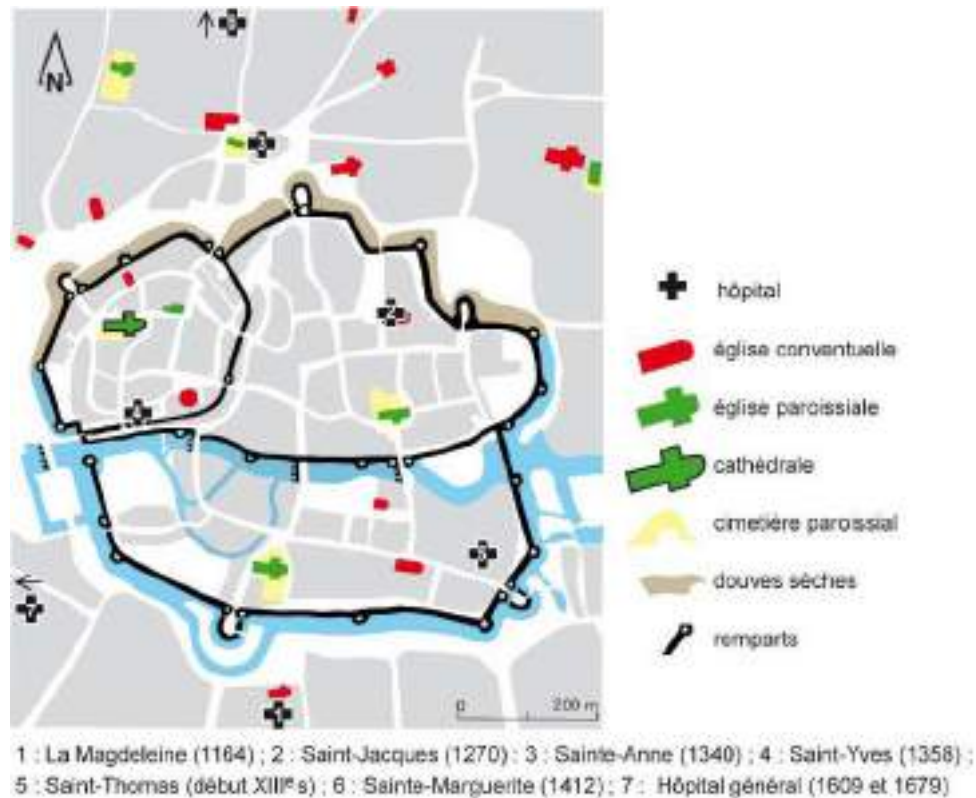 N
hôpital
église conventuelle
église paroissiale
cathédrale
cimetière paroissial
douves sèches
remparts
0 200 m
1 : La Magdeleine (1164) ; 2 : Saint-Jacques (1270) : 3 : Sainte-Anne (1340) ; 4 : Saint-Yves (1358) ;
5 : Saint-Thomas (début XIIIᵉ s) ; 6 : Sainte-Marguerite (1412) ; 7 : Hôpital général (1609 et 1679)